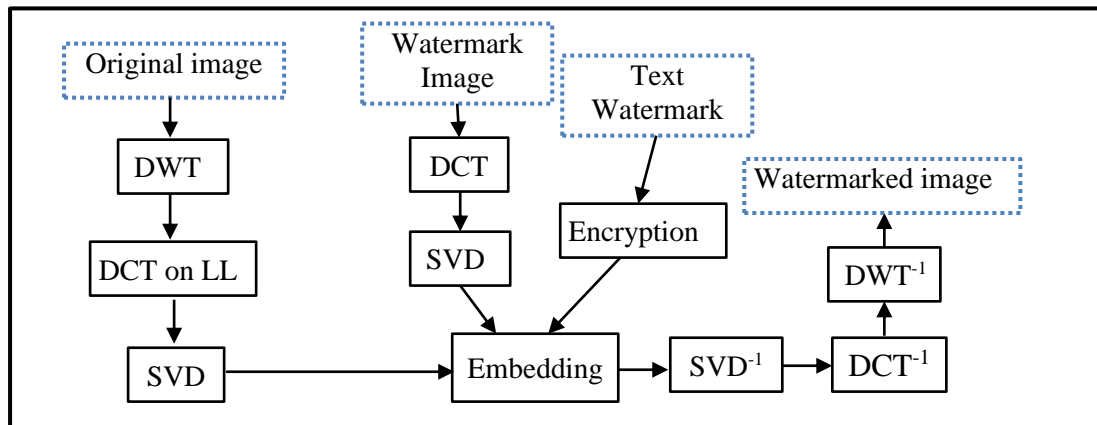 Original image
Watermark
Image
Text
Watermark
DWT
DCT
Watermarked image
Encryption
DCT on LL
SVD
DWT⁻¹
SVD
Embedding
SVD⁻¹
DCT⁻¹